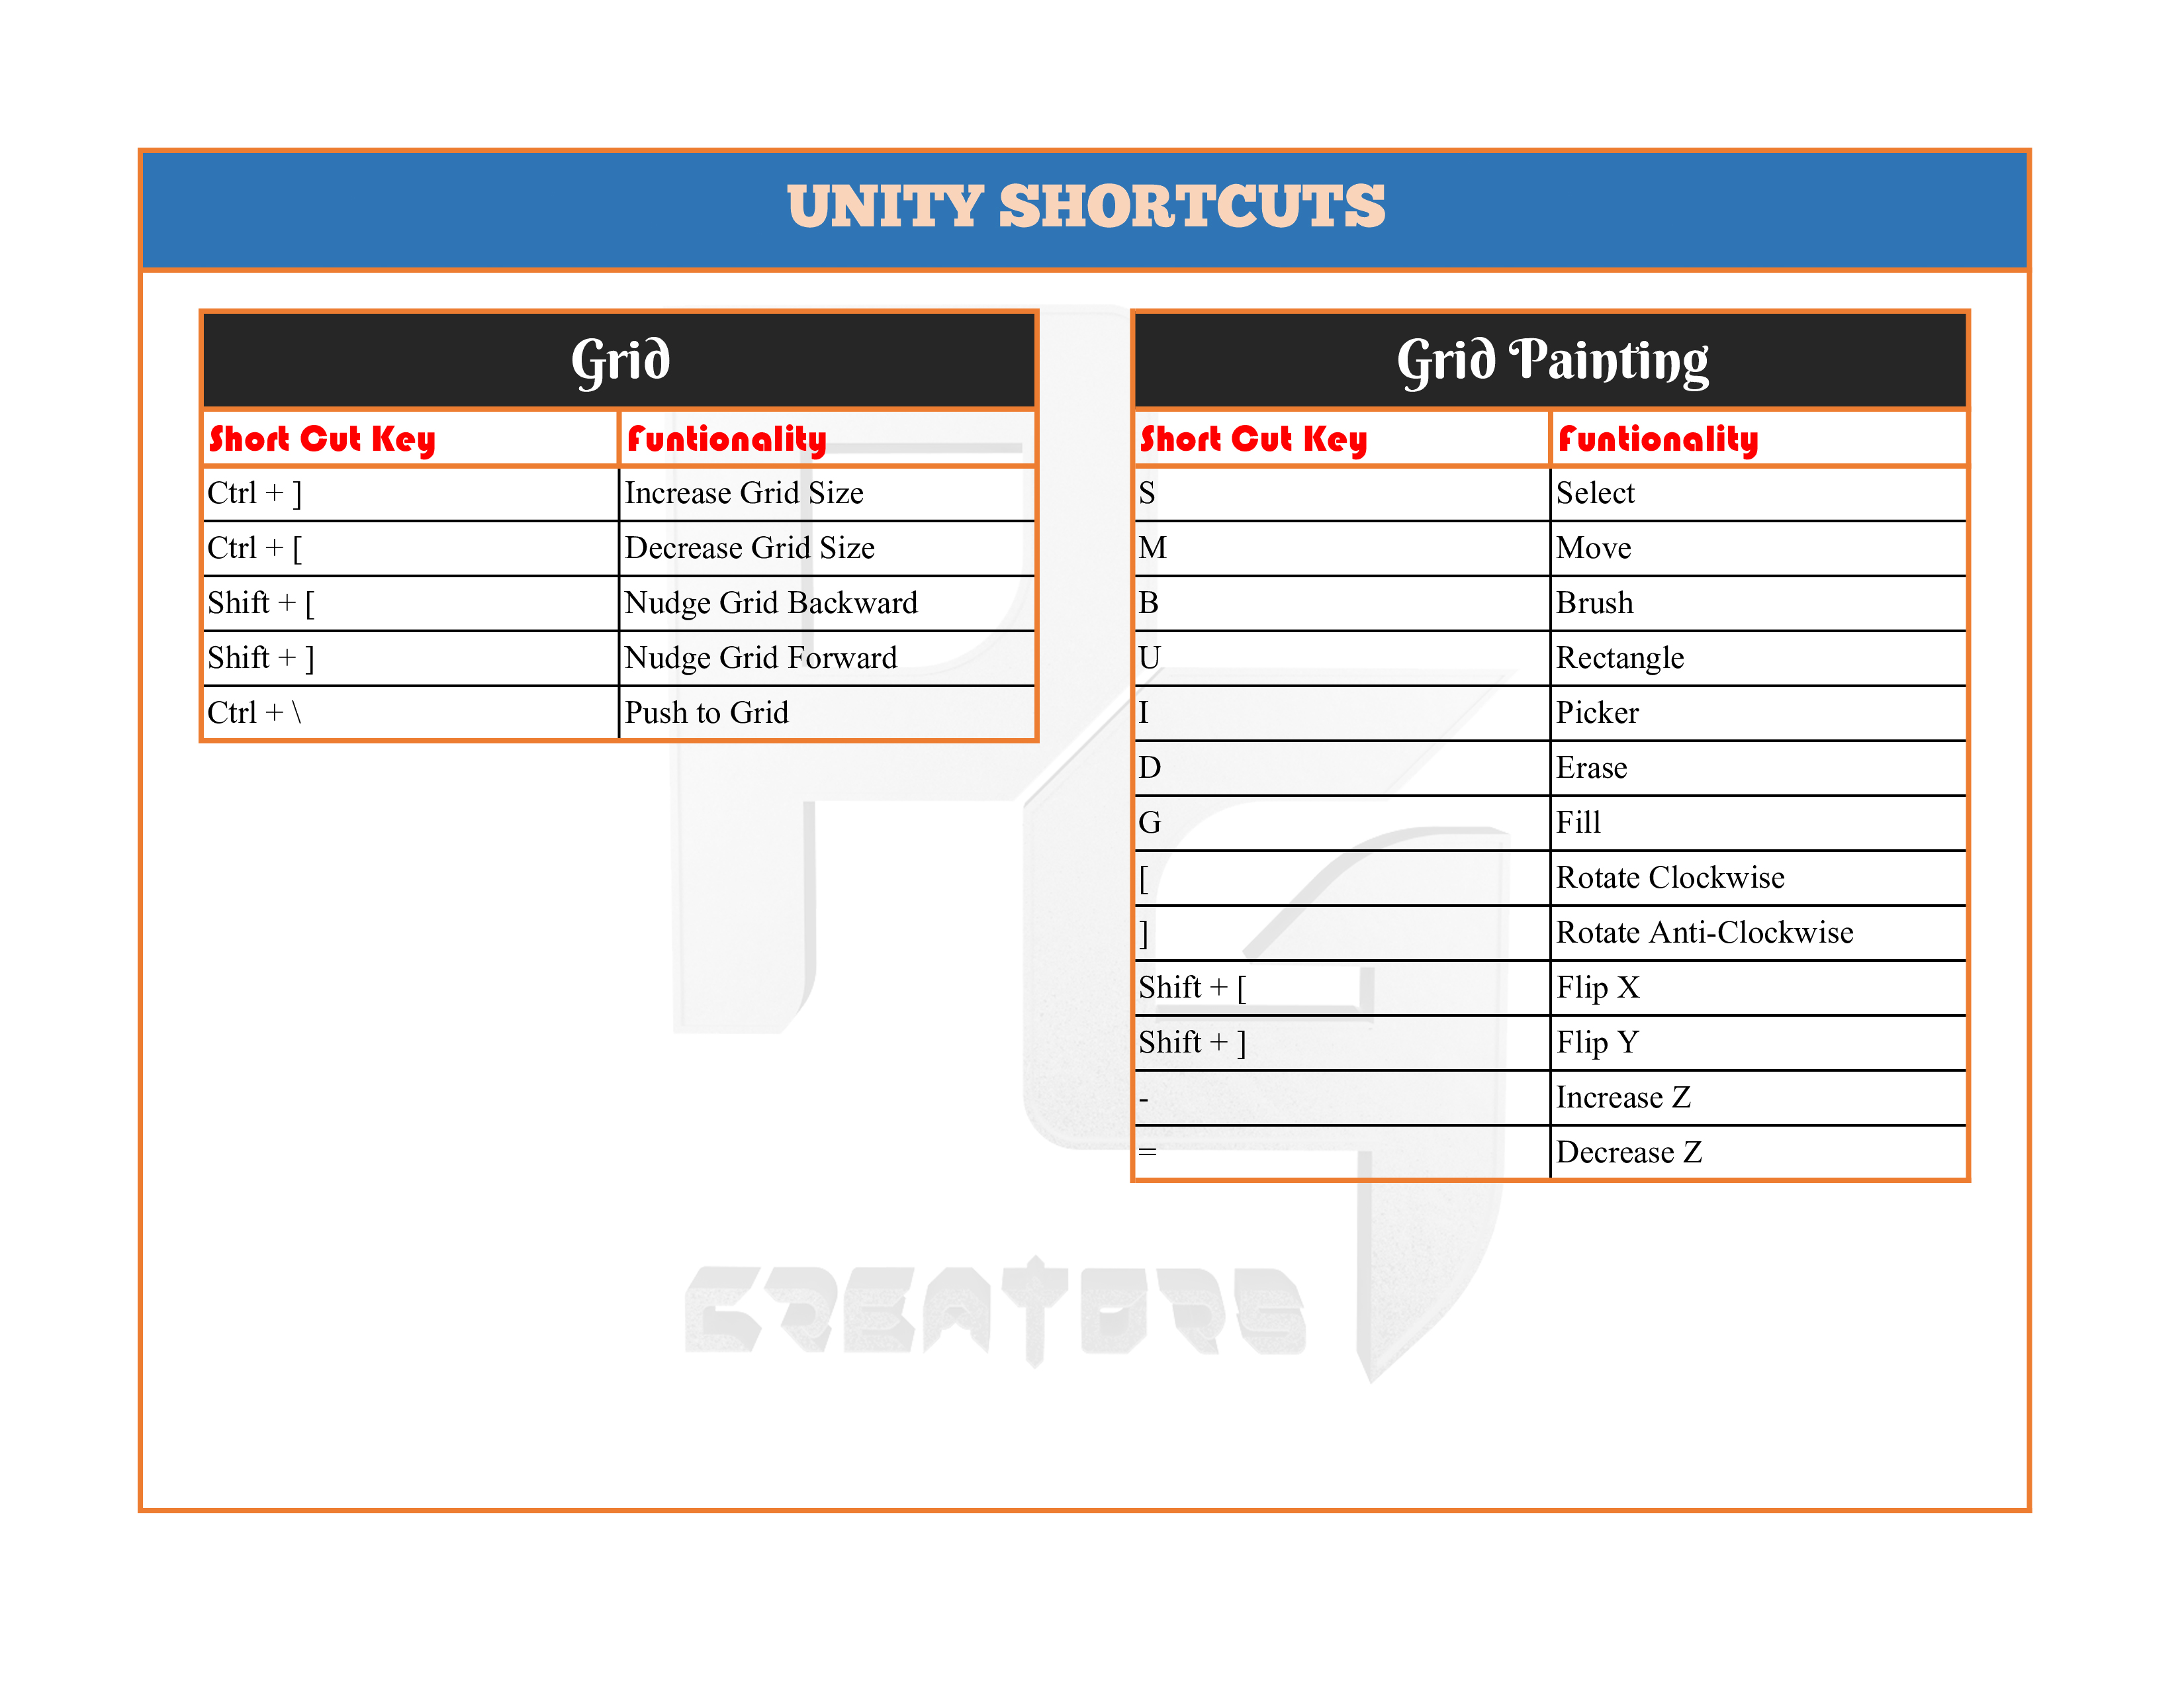 UNITY SHORTCUTS
Grid
Short Cut Key Funtionality
Ctrl + ] Increase Grid Size
Ctrl + [ Decrease Grid Size
Shift + [ Nudge Grid Backward
Shift + ] Nudge Grid Forward
Ctrl + \ Push to Grid
Grid Painting
Short Cut Key Funtionality
S Select
M Move
B Brush
U Rectangle
I Picker
D Erase
G Fill
[ Rotate Clockwise
] Rotate Anti-Clockwise
Shift + [ Flip X
Shift + ] Flip Y
- Increase Z
= Decrease Z
CREATORS